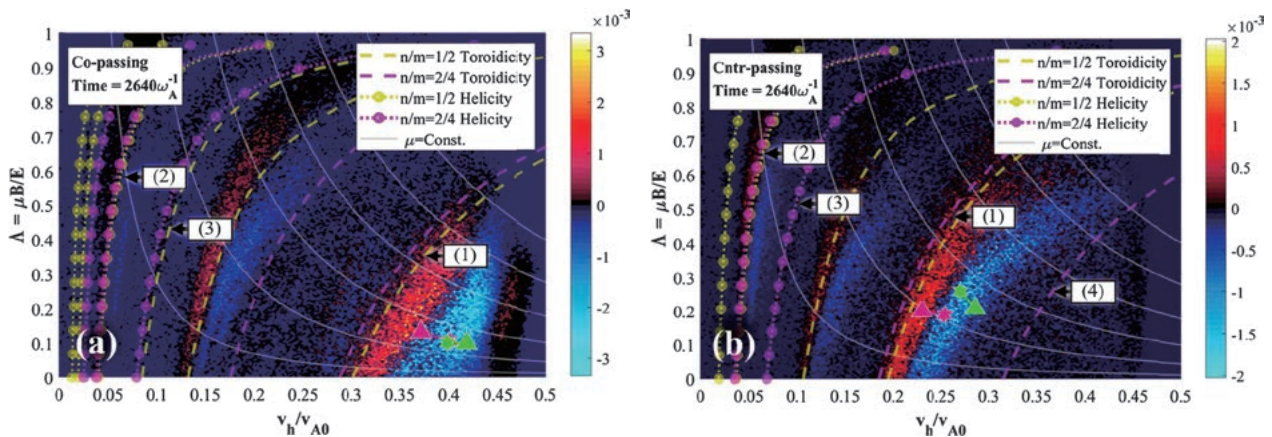 ×10⁻³
Co-passing
Time = 2640ω_A⁻¹
n/m=1/2 Toroidicity
n/m=2/4 Toroidicity
n/m=1/2 Helicity
n/m=2/4 Helicity
μ=Const.
(2)
(3)
(1)
(a)
Λ = μB/E
1
0.9
0.8
0.7
0.6
0.5
0.4
0.3
0.2
0.1
0
0 0.05 0.1 0.15 0.2 0.25 0.3 0.35 0.4 0.45 0.5
v_h/v_A0
3
2
1
0
-1
-2
-3
×10⁻³
Cntr-passing
Time = 2640ω_A⁻¹
n/m=1/2 Toroidicity
n/m=2/4 Toroidicity
n/m=1/2 Helicity
n/m=2/4 Helicity
μ=Const.
(2)
(3)
(1)
(4)
(b)
Λ = μB/E
1
0.9
0.8
0.7
0.6
0.5
0.4
0.3
0.2
0.1
0
0 0.05 0.1 0.15 0.2 0.25 0.3 0.35 0.4 0.45 0.5
v_h/v_A0
2
1.5
1
0.5
0
-0.5
-1
-1.5
-2